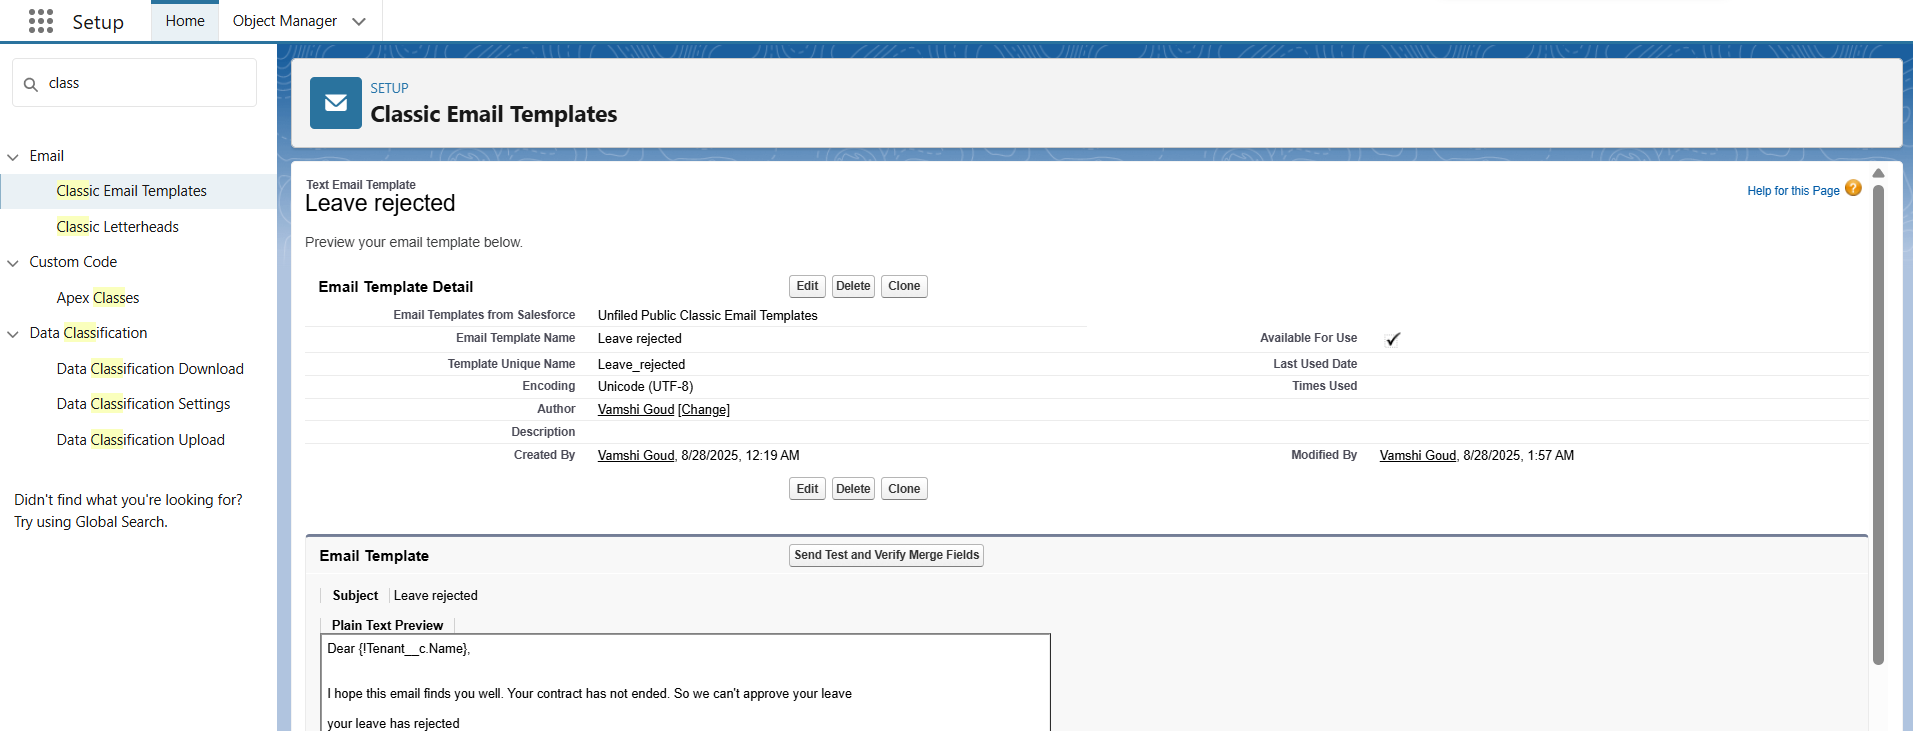 Setup
Home
Object Manager
class
Email
Classic Email Templates
Classic Letterheads
Custom Code
Apex Classes
Data Classification
Data Classification Download
Data Classification Settings
Data Classification Upload
Didn't find what you're looking for?
Try using Global Search.
SETUP
Classic Email Templates
Text Email Template
Leave rejected
Help for this Page ?
Preview your email template below.
Email Template Detail
Edit Delete Clone
Email Templates from Salesforce Unfiled Public Classic Email Templates
Email Template Name Leave rejected Available For Use ✓
Template Unique Name Leave_rejected Last Used Date
Encoding Unicode (UTF-8) Times Used
Author Vamshi Goud [Change]
Description
Created By Vamshi Goud, 8/28/2025, 12:19 AM Modified By Vamshi Goud, 8/28/2025, 1:57 AM
Edit Delete Clone
Email Template
Send Test and Verify Merge Fields
Subject Leave rejected
Plain Text Preview
Dear {!Tenant__c.Name},
I hope this email finds you well. Your contract has not ended. So we can't approve your leave
your leave has rejected